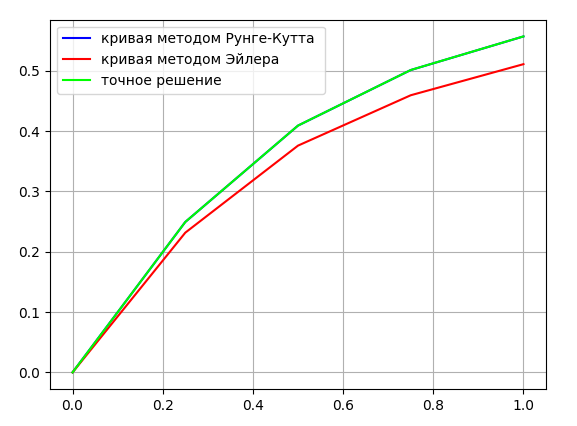 кривая методом Рунге-Кутта
кривая методом Эйлера
точное решение
0.5
0.4
0.3
0.2
0.1
0.0
0.0 0.2 0.4 0.6 0.8 1.0